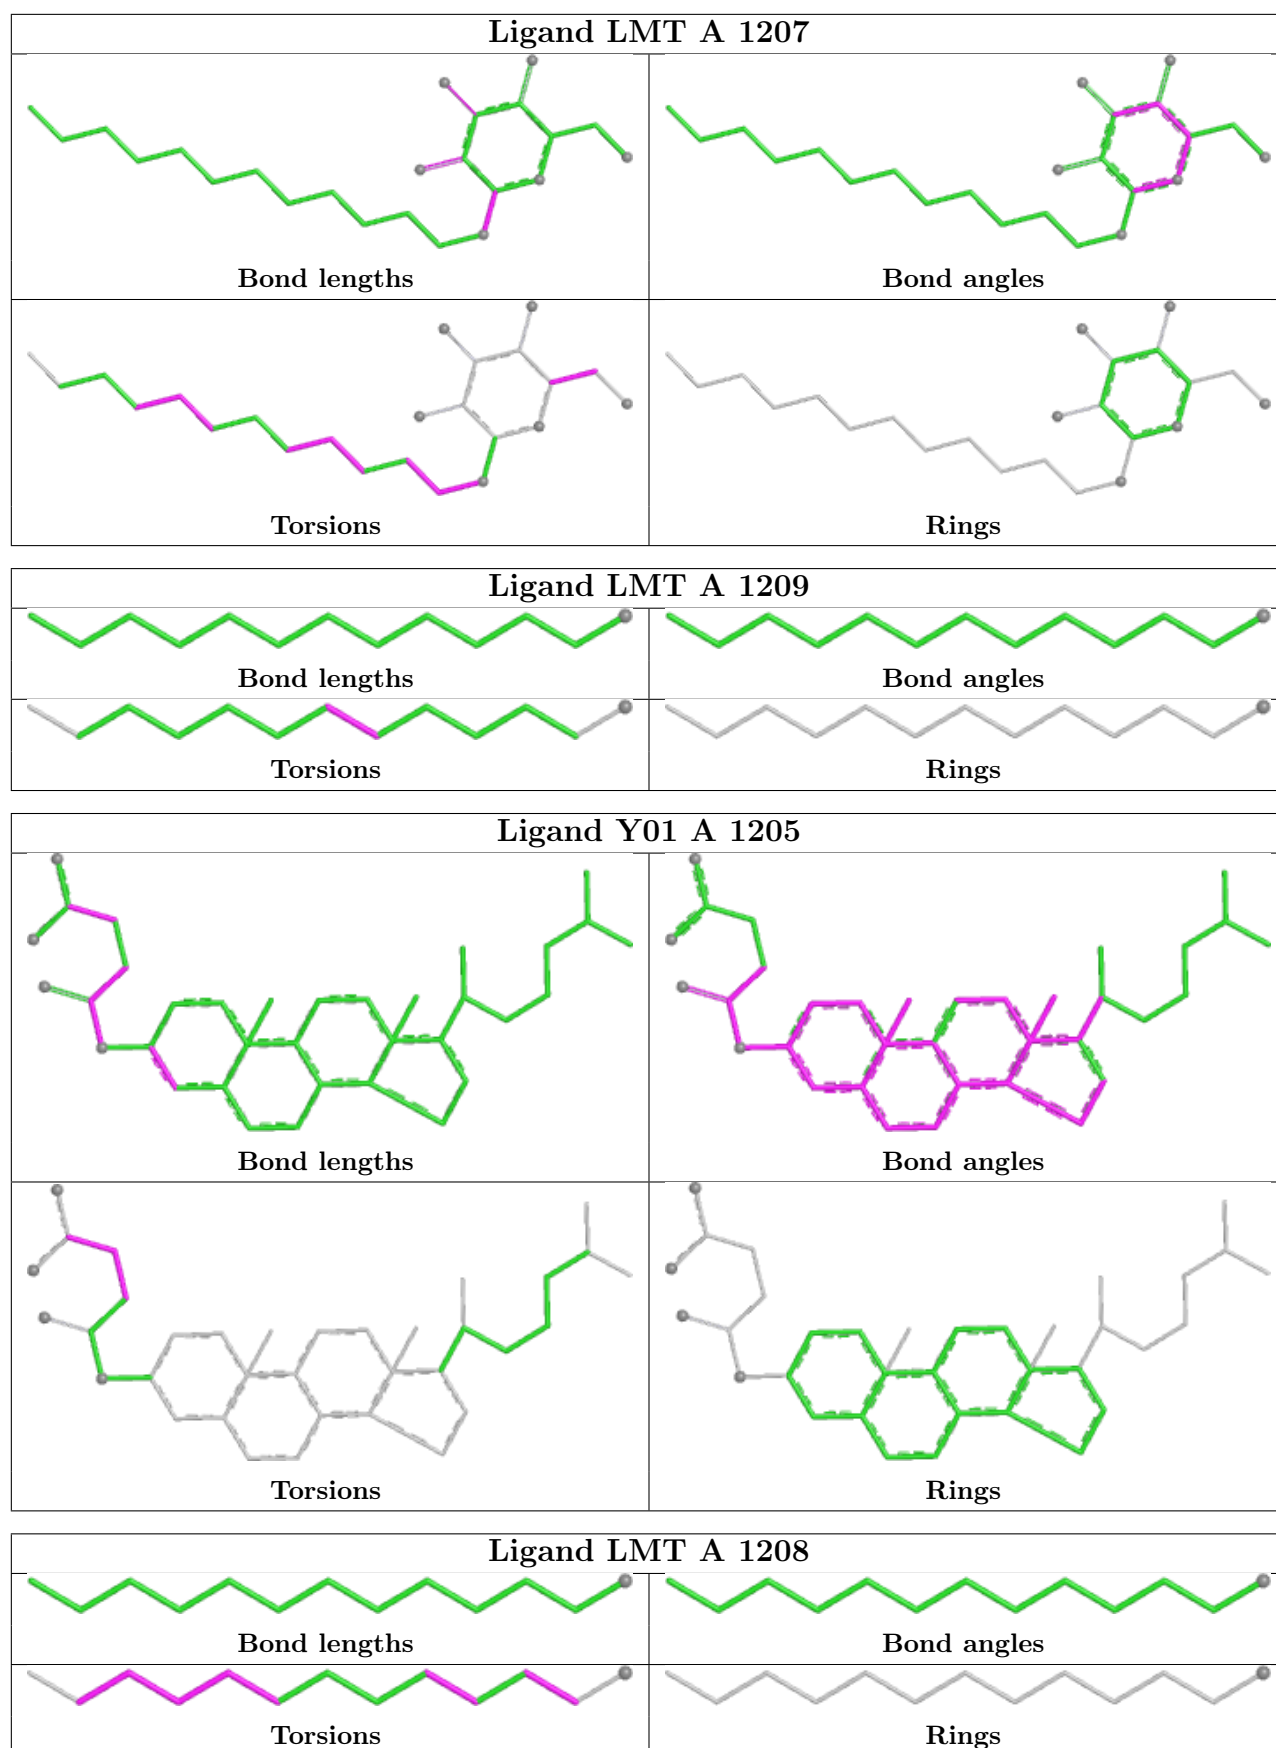 Ligand LMT A 1207
Bond lengths Bond angles
Torsions Rings
Ligand LMT A 1209
Bond lengths Bond angles
Torsions Rings
Ligand Y01 A 1205
Bond lengths Bond angles
Torsions Rings
Ligand LMT A 1208
Bond lengths Bond angles
Torsions Rings